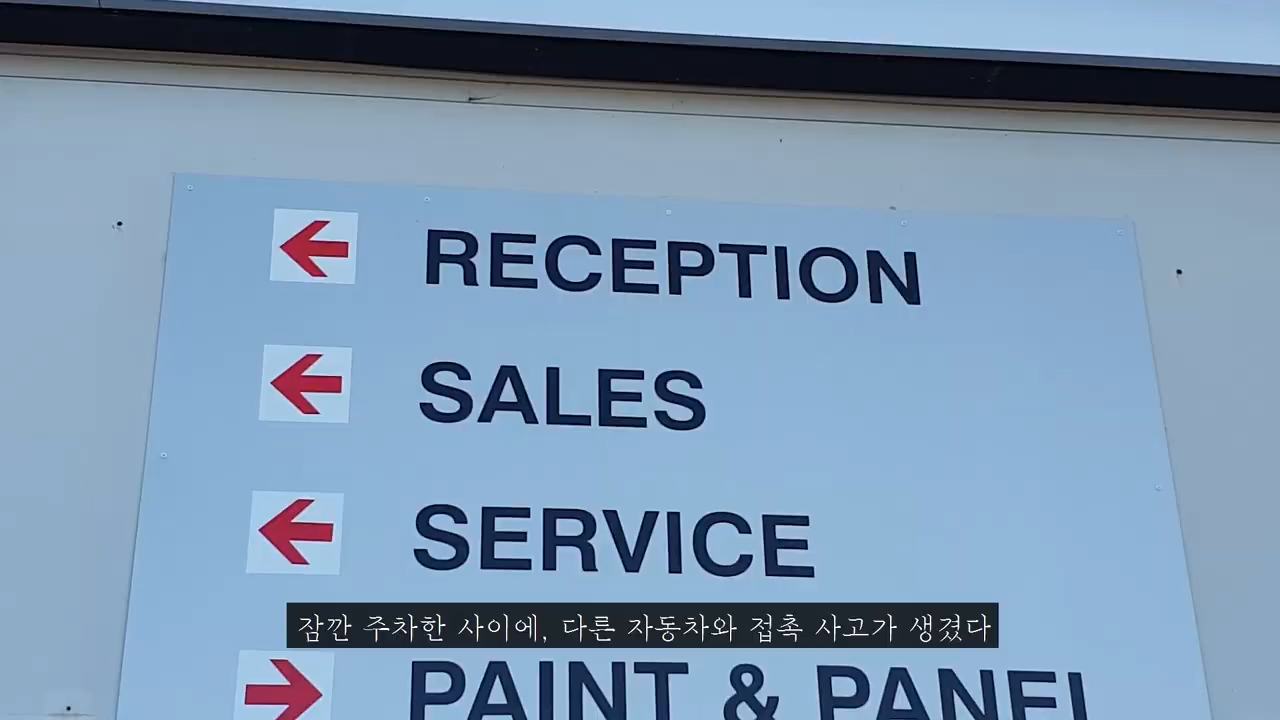 RECEPTION
SALES
SERVICE
잠깐 주차한 사이에, 다른 자동차와 접촉 사고가 생겼다
PAINT & PANEL